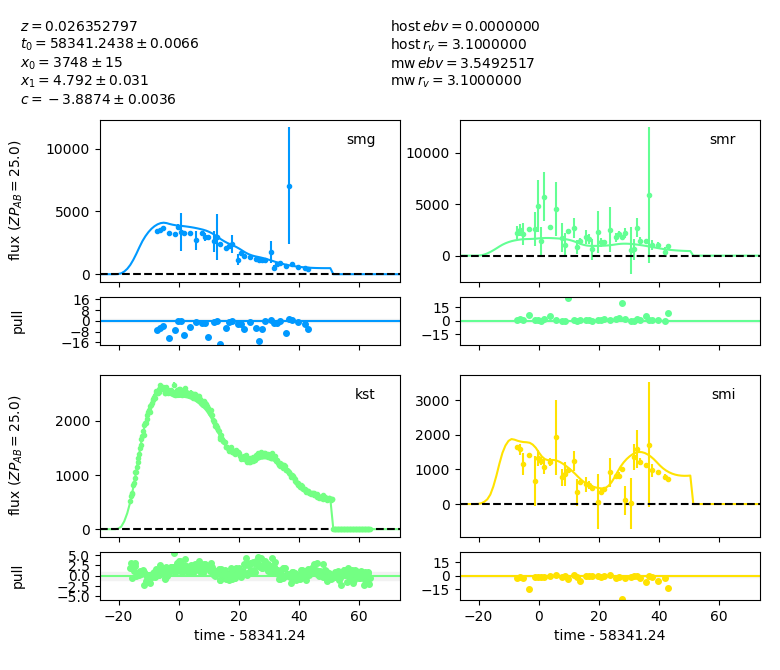 z = 0.026352797
host ebv = 0.0000000
t₀ = 58341.2438 ± 0.0066
host r_v = 3.1000000
x₀ = 3748 ± 15
mw ebv = 3.5492517
x₁ = 4.792 ± 0.031
mw r_v = 3.1000000
c = −3.8874 ± 0.0036
flux (ZP_AB = 25.0)
10000
5000
0
smg
10000
5000
0
smr
pull
16
8
0
−8
−16
15
0
−15
flux (ZP_AB = 25.0)
2000
1000
0
kst
3000
2000
1000
0
smi
pull
5.0
2.5
0.0
−2.5
−5.0
15
0
−15
−20 0 20 40 60
−20 0 20 40 60
time - 58341.24
time - 58341.24